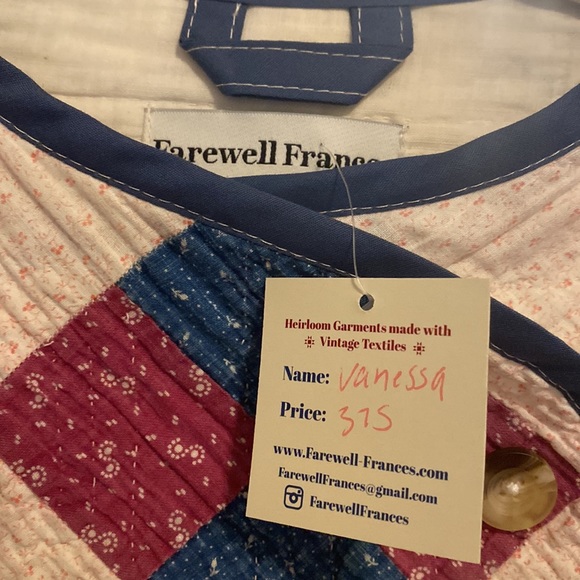 Farewell Frances
Heirloom Garments made with
Vintage Textiles
Name: Vanessa
Price: 375
www.Farewell-Frances.com
FarewellFrances@gmail.com
FarewellFrances